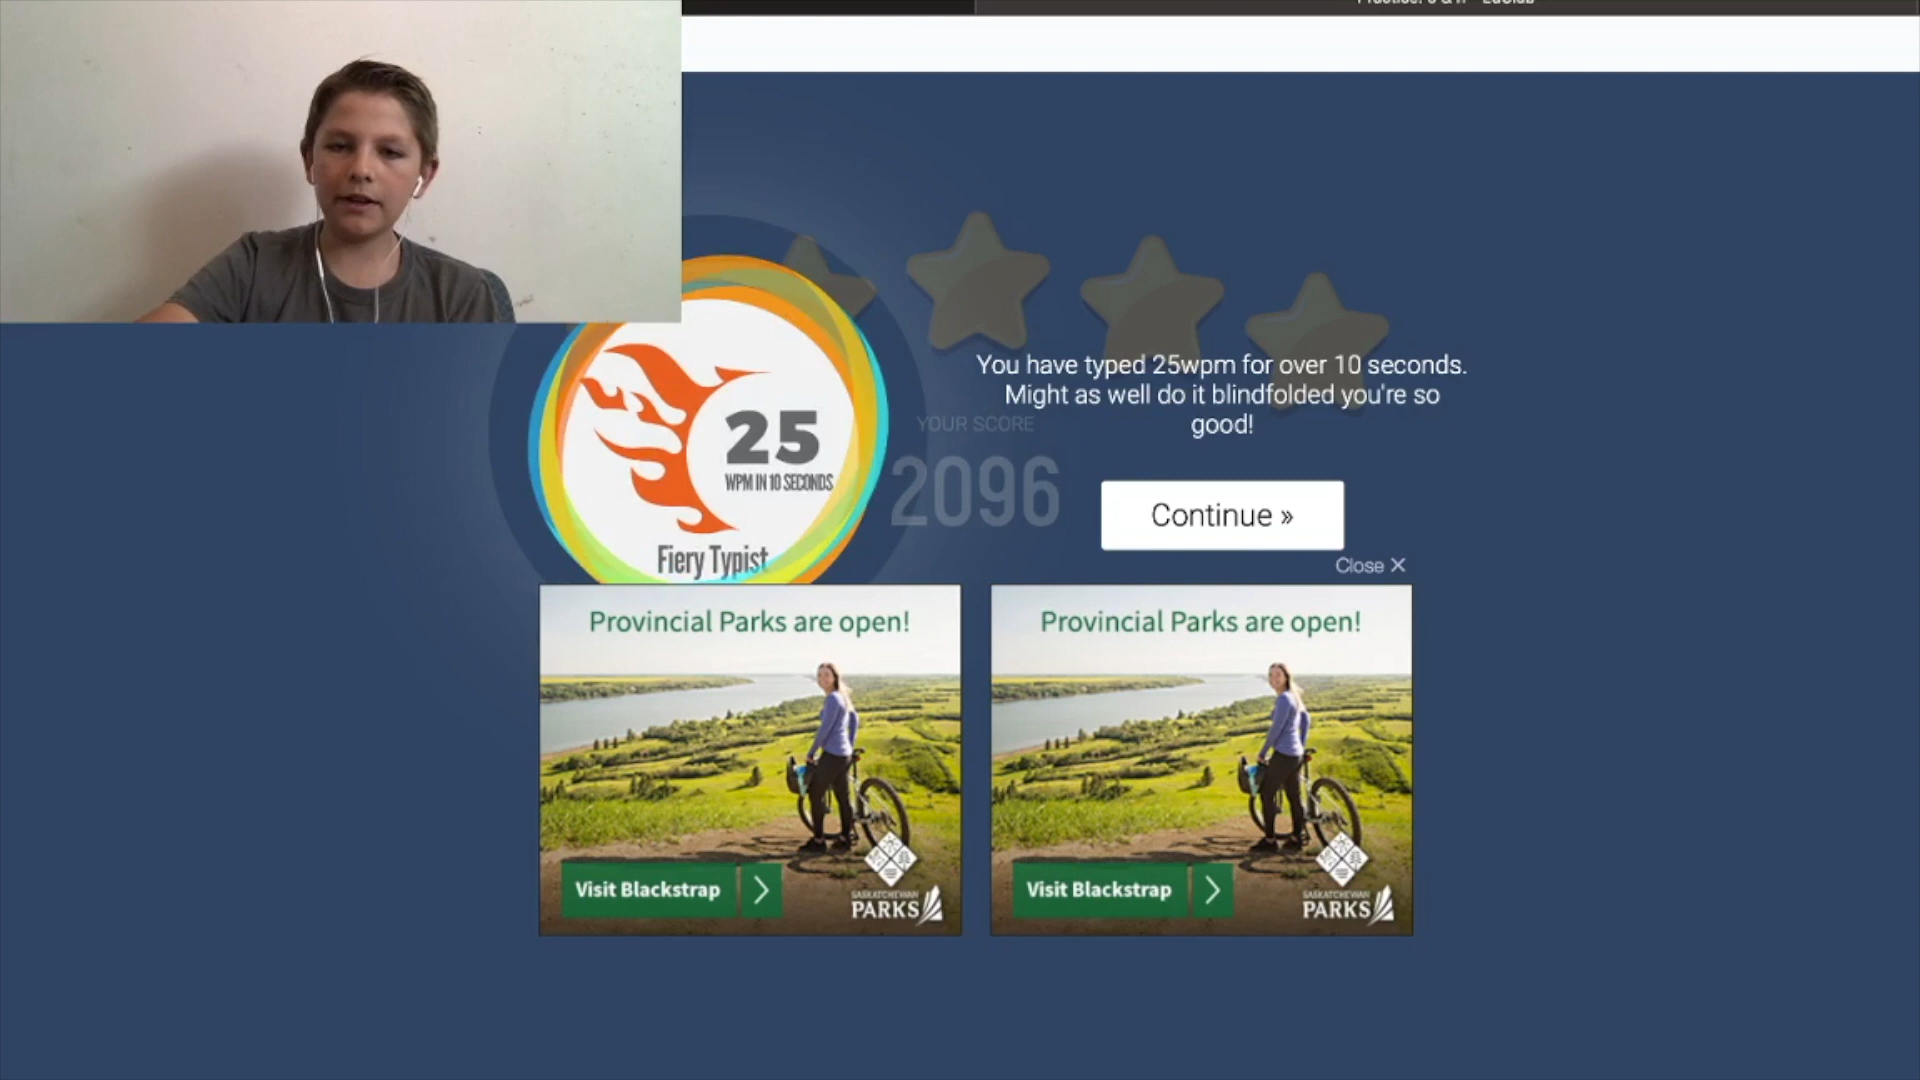 You have typed 25wpm for over 10 seconds.
Might as well do it blindfolded you're so
good!
YOUR SCORE
2096
25
WPM IN 10 SECONDS
Fiery Typist
Continue »
Close ✕
Provincial Parks are open!
Visit Blackstrap
SASKATCHEWAN
PARKS
Provincial Parks are open!
Visit Blackstrap
SASKATCHEWAN
PARKS